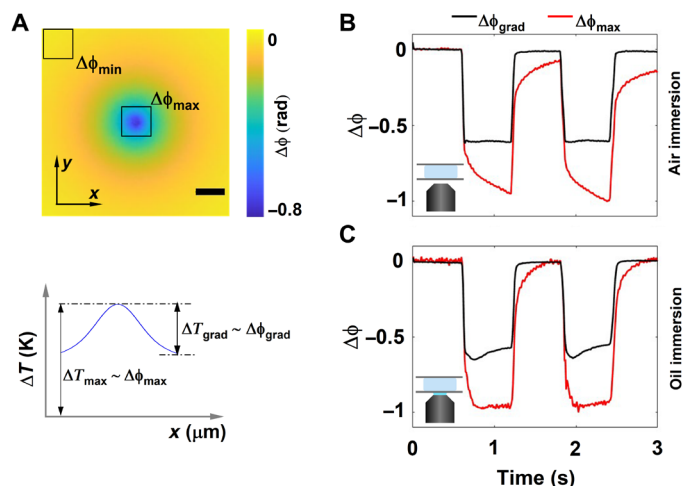 A
Δϕmin
Δϕmax
y
x
0
Δϕ (rad)
−0.8
ΔT (K)
ΔTgrad ~ Δϕgrad
ΔTmax ~ Δϕmax
x (μm)
B
Δϕgrad
Δϕmax
0
−0.5
−1
Δϕ
Air immersion
C
0
−0.5
−1
Δϕ
Oil immersion
0 1 2 3
Time (s)